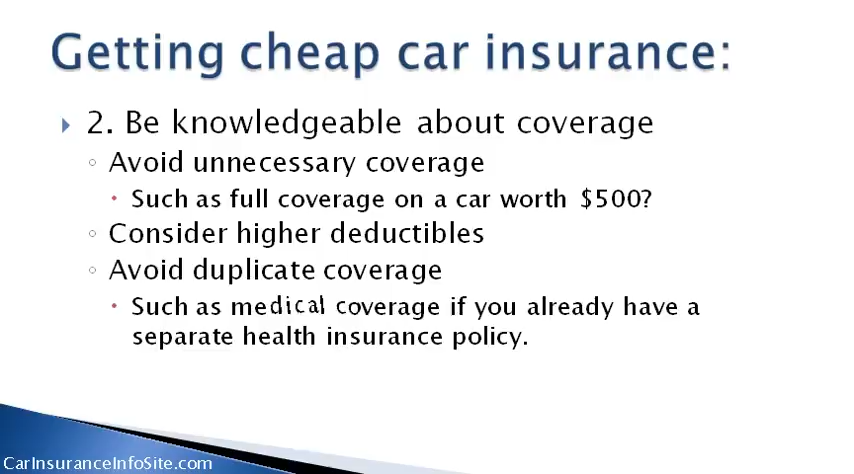 Getting cheap car insurance:
2. Be knowledgeable about coverage
Avoid unnecessary coverage
Such as full coverage on a car worth $500?
Consider higher deductibles
Avoid duplicate coverage
Such as medical coverage if you already have a
separate health insurance policy.
CarInsuranceInfoSite.com